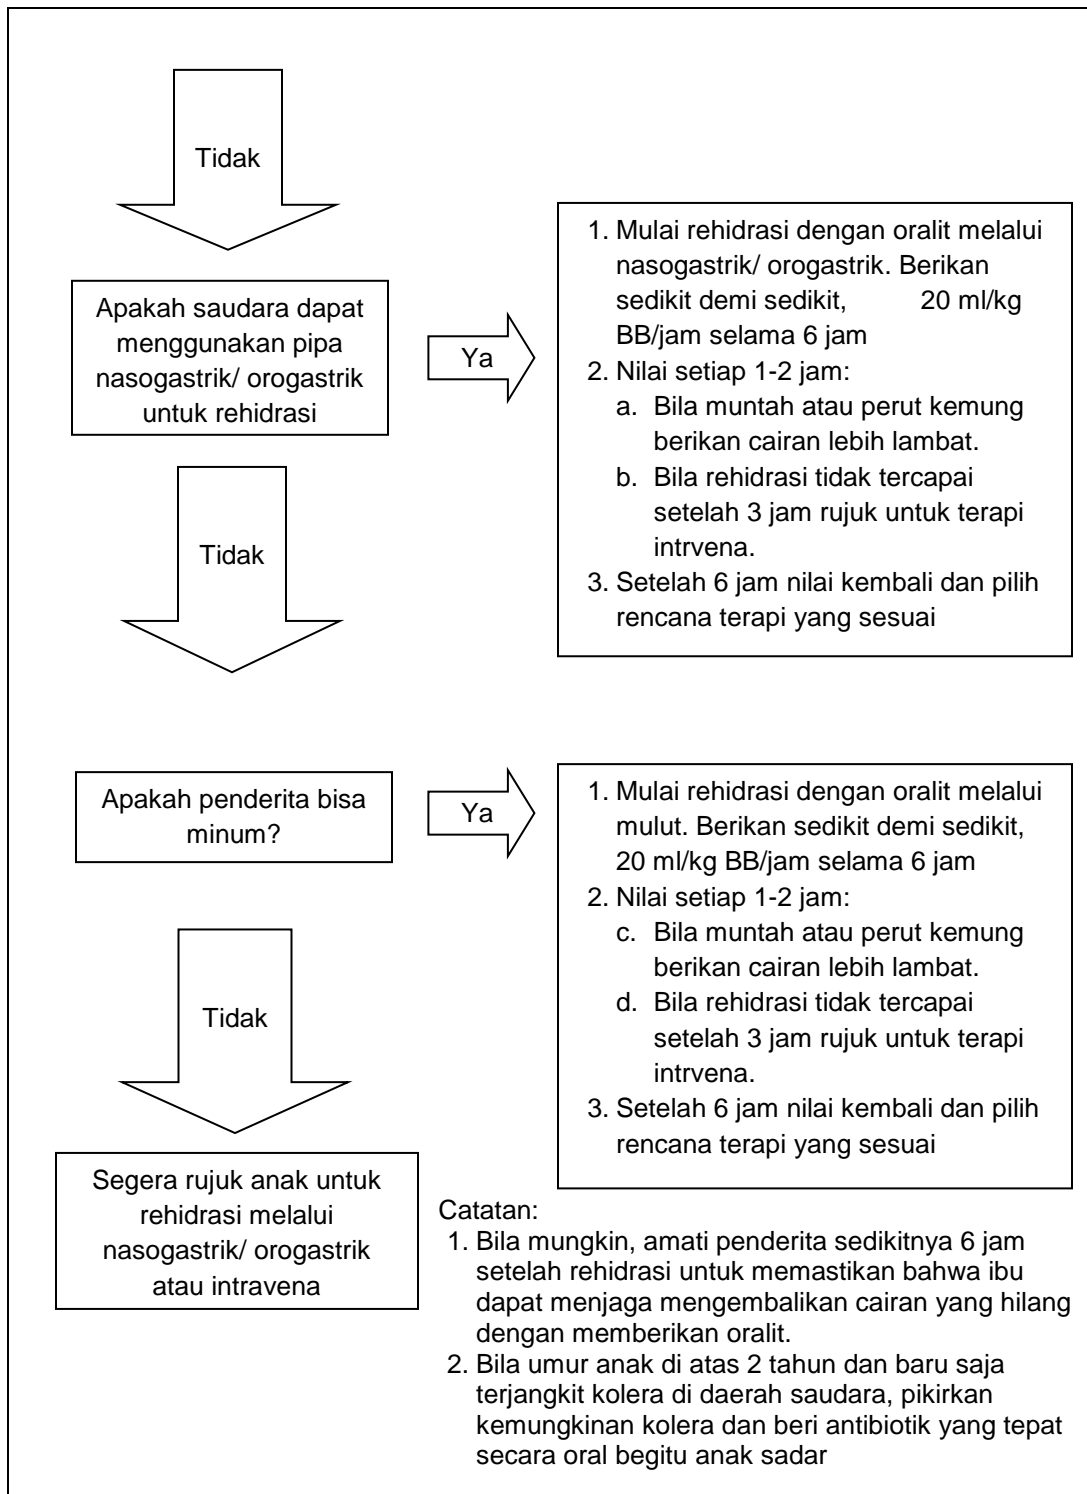 Tidak
Apakah saudara dapat
menggunakan pipa
nasogastrik/ orogastrik
untuk rehidrasi
Ya
1. Mulai rehidrasi dengan oralit melalui
nasogastrik/ orogastrik. Berikan
sedikit demi sedikit, 20 ml/kg
BB/jam selama 6 jam
2. Nilai setiap 1-2 jam:
a. Bila muntah atau perut kemung
berikan cairan lebih lambat.
b. Bila rehidrasi tidak tercapai
setelah 3 jam rujuk untuk terapi
intrvena.
3. Setelah 6 jam nilai kembali dan pilih
rencana terapi yang sesuai
Tidak
Apakah penderita bisa
minum?
Ya
1. Mulai rehidrasi dengan oralit melalui
mulut. Berikan sedikit demi sedikit,
20 ml/kg BB/jam selama 6 jam
2. Nilai setiap 1-2 jam:
c. Bila muntah atau perut kemung
berikan cairan lebih lambat.
d. Bila rehidrasi tidak tercapai
setelah 3 jam rujuk untuk terapi
intrvena.
3. Setelah 6 jam nilai kembali dan pilih
rencana terapi yang sesuai
Tidak
Segera rujuk anak untuk
rehidrasi melalui
nasogastrik/ orogastrik
atau intravena
Catatan:
1. Bila mungkin, amati penderita sedikitnya 6 jam
setelah rehidrasi untuk memastikan bahwa ibu
dapat menjaga mengembalikan cairan yang hilang
dengan memberikan oralit.
2. Bila umur anak di atas 2 tahun dan baru saja
terjangkit kolera di daerah saudara, pikirkan
kemungkinan kolera dan beri antibiotik yang tepat
secara oral begitu anak sadar